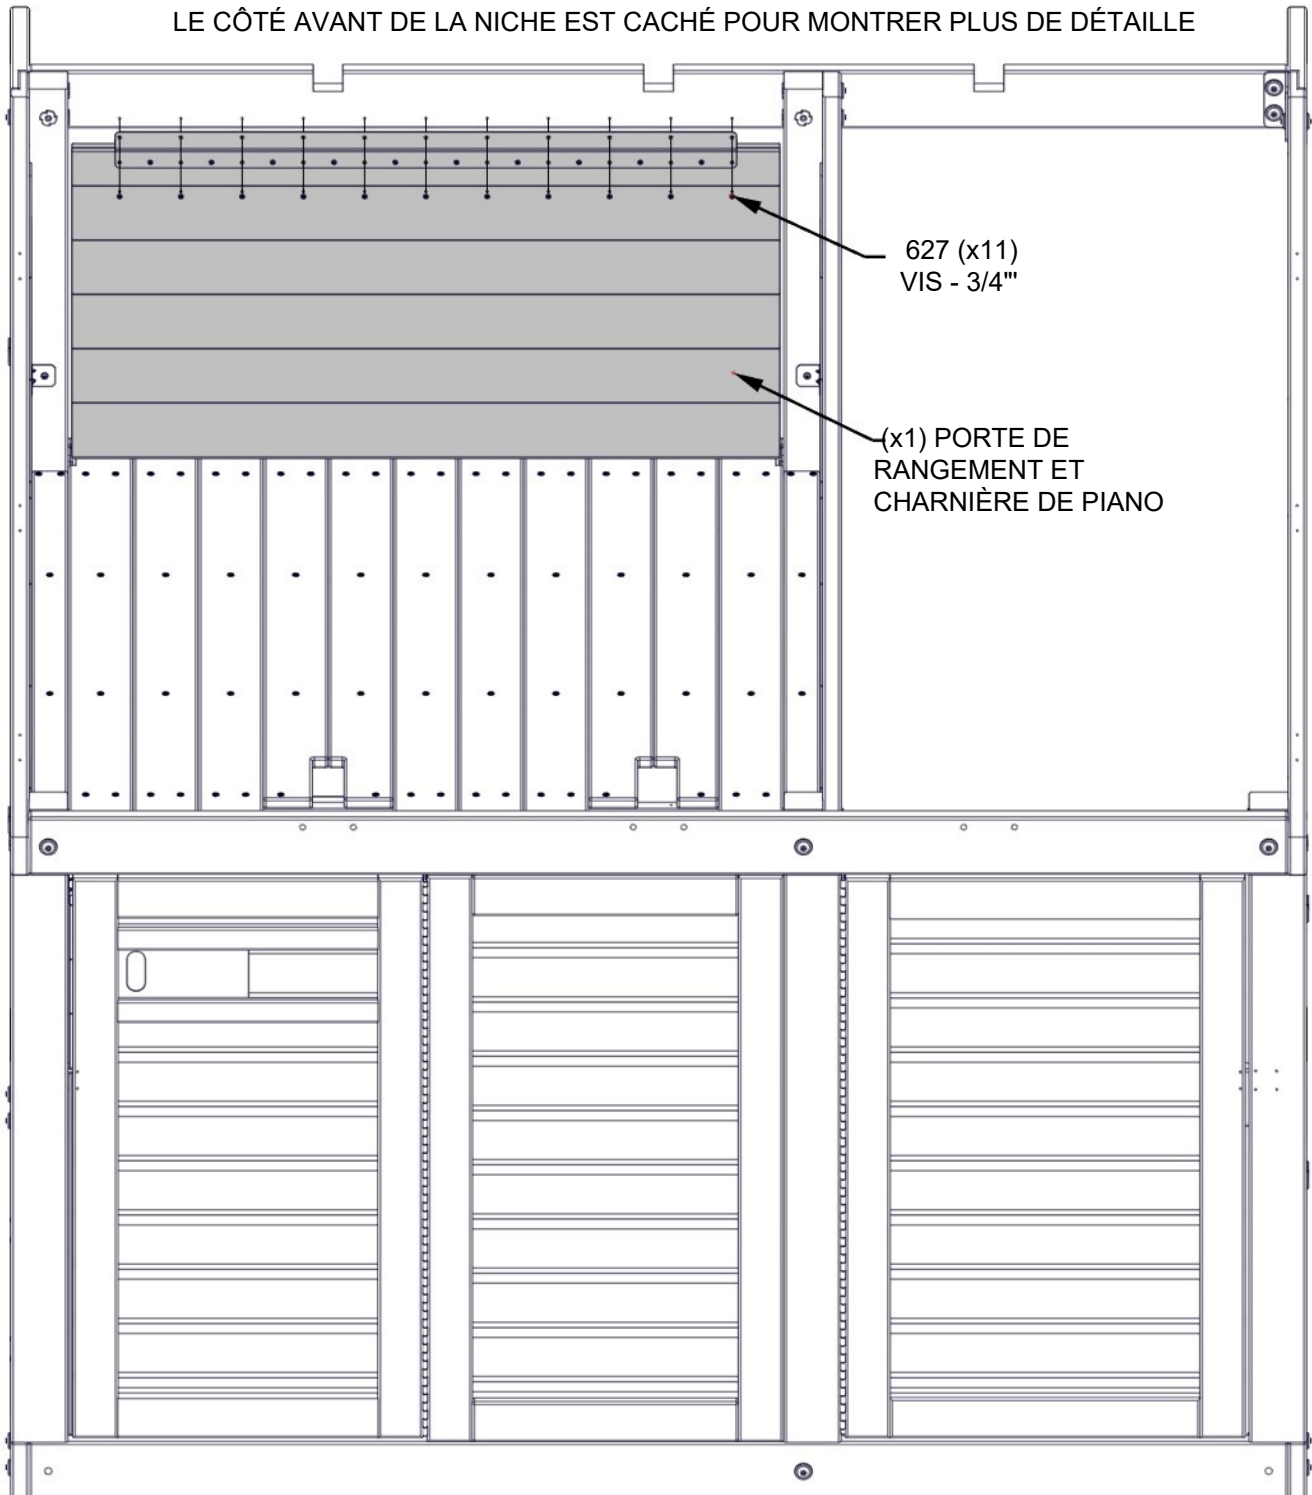 LE CÔTÉ AVANT DE LA NICHE EST CACHÉ POUR MONTRER PLUS DE DÉTAILLE
627 (x11)
VIS - 3/4"'
(x1) PORTE DE
RANGEMENT ET
CHARNIÈRE DE PIANO